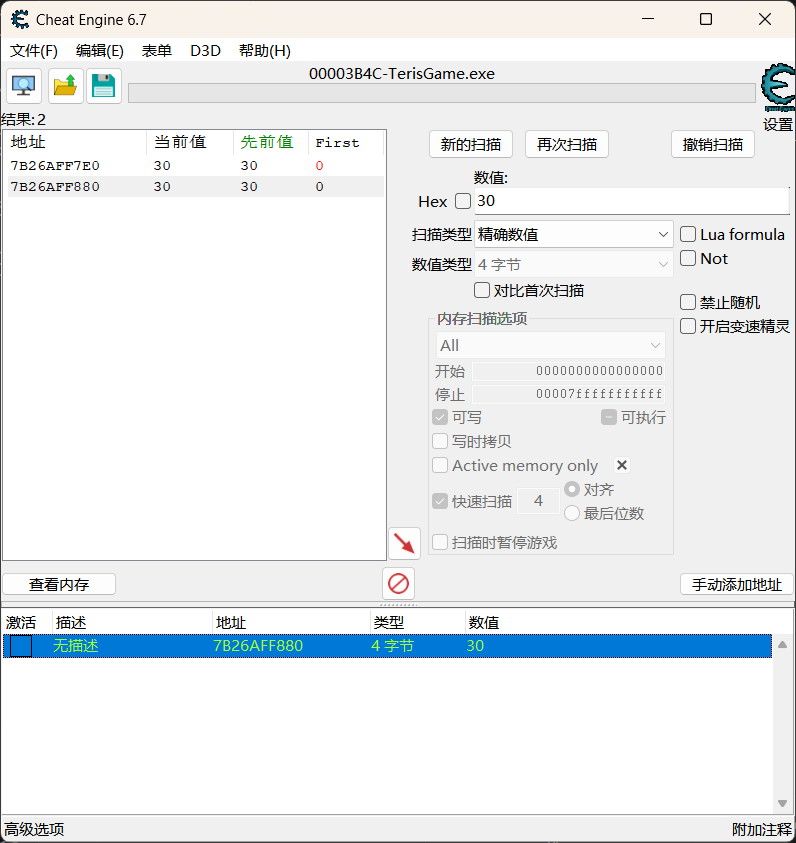 Cheat Engine 6.7
文件(F) 编辑(E) 表单 D3D 帮助(H)
00003B4C-TerisGame.exe
设置
结果:2
地址 当前值 先前值 First
7B26AFF7E0 30 30 0
7B26AFF880 30 30 0
新的扫描 再次扫描 撤销扫描
数值:
Hex 30
扫描类型 精确数值
Lua formula
数值类型 4 字节
Not
对比首次扫描
禁止随机
开启变速精灵
内存扫描选项
All
开始 0000000000000000
停止 00007fffffffffff
可写 可执行
写时拷贝
Active memory only
快速扫描 4 对齐
最后位数
扫描时暂停游戏
查看内存 手动添加地址
激活 描述 地址 类型 数值
无描述 7B26AFF880 4 字节 30
高级选项 附加注释